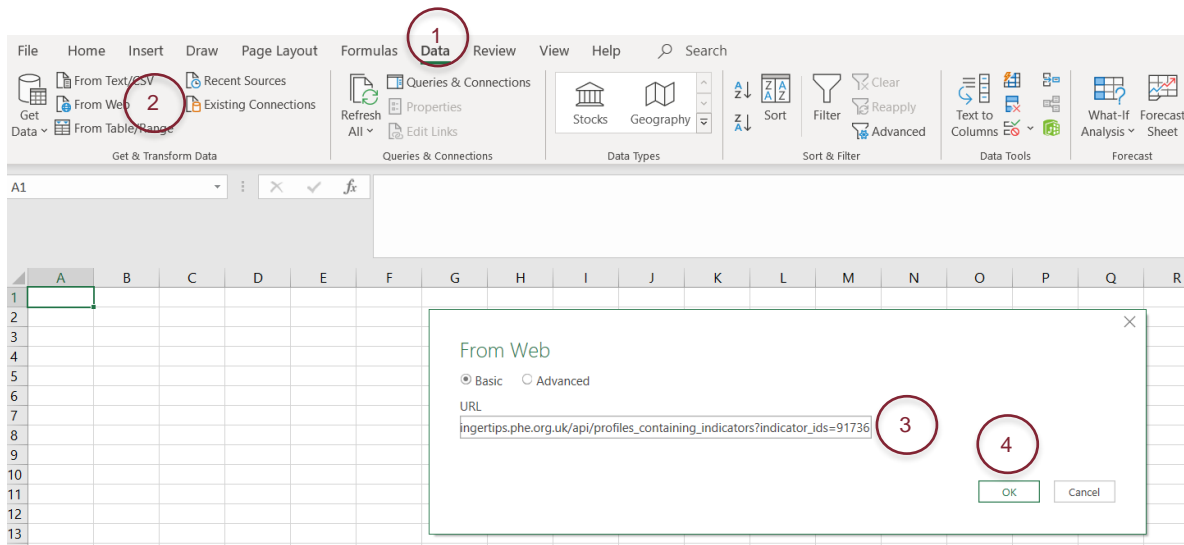 1
File Home Insert Draw Page Layout Formulas Data Review View Help Search
From Text/CSV Recent Sources Queries & Connections Clear
From Web 2 Existing Connections Properties Reapply
Get Data From Table/Range Refresh All Edit Links Stocks Geography Sort Filter Advanced Text to Columns What-If Analysis Forecast Sheet
Get & Transform Data Queries & Connections Data Types Sort & Filter Data Tools Forecast
A1 fx
A B C D E F G H I J K L M N O P Q R
1
2
3
From Web
4
Basic Advanced
5
URL
6
7
ingertips.phe.org.uk/api/profiles_containing_indicators?indicator_ids=91736 3
8
4
9
10
11
OK Cancel
12
13